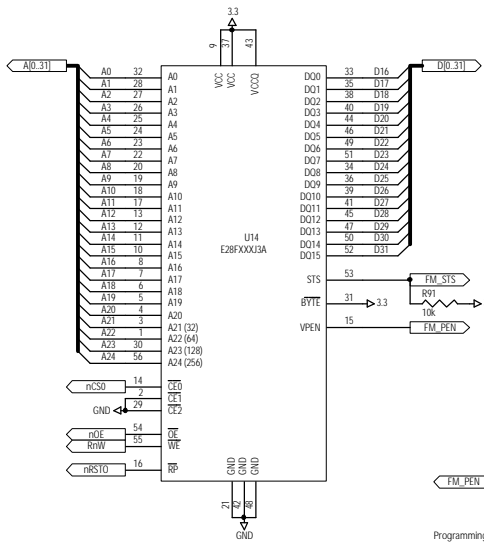 3.3
9
37
43
VCC
VCC
VCCQ
A[0..31]
D[0..31]
A0 32 A0 DQ0 33 D16
A1 28 A1 DQ1 35 D17
A2 27 A2 DQ2 38 D18
A3 26 A3 DQ3 40 D19
A4 25 A4 DQ4 44 D20
A5 24 A5 DQ5 46 D21
A6 23 A6 DQ6 49 D22
A7 22 A7 DQ7 51 D23
A8 20 A8 DQ8 34 D24
A9 19 A9 DQ9 36 D25
A10 18 A10 DQ10 39 D26
A11 17 A11 DQ11 41 D27
A12 13 A12 DQ12 45 D28
A13 12 A13 DQ13 47 D29
A14 11 A14 DQ14 50 D30
A15 10 A15 DQ15 52 D31
U14
E28FXXXJ3A
A16 8 A16
A17 7 A17 STS 53 FM_STS
A18 6 A18
A19 5 A19 BYTE 31 3.3
R91
10k
A20 4 A20
A21 3 A21 (32) VPEN 15 FM_PEN
A22 1 A22 (64)
A23 30 A23 (128)
A24 56 A24 (256)
nCS0 14 CE0
2 CE1
GND 29 CE2
nOE 54 OE
RnW 55 WE
nRSTO 16 RP
GND
GND
GND
21
42
48
GND
FM_PEN
Programming